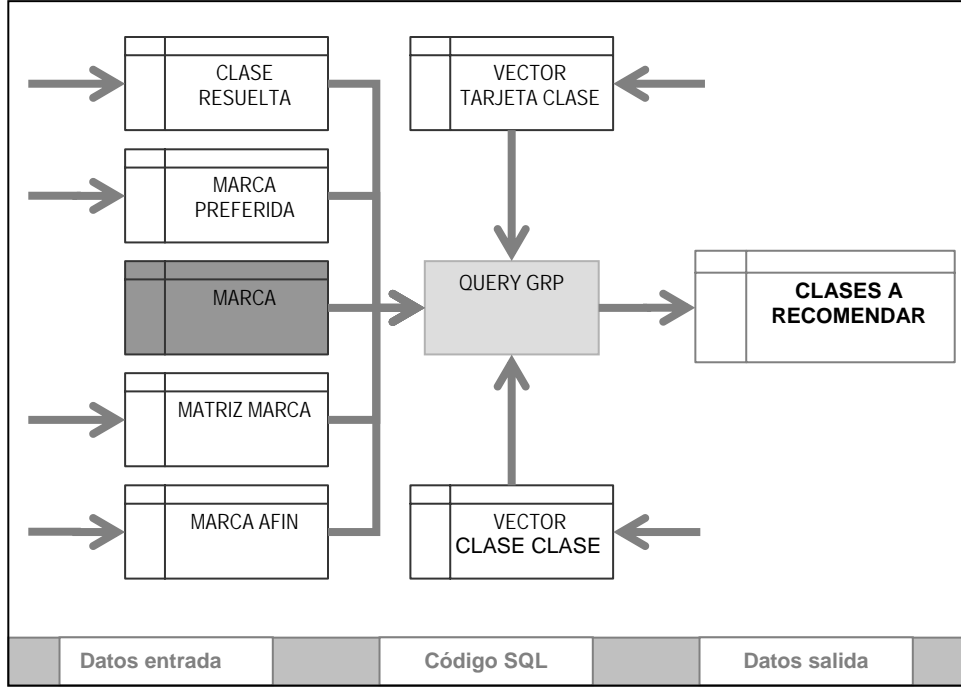 CLASE
RESUELTA
VECTOR
TARJETA CLASE
MARCA
PREFERIDA
MARCA
QUERY GRP
CLASES A
RECOMENDAR
MATRIZ MARCA
MARCA AFIN
VECTOR
CLASE CLASE
Datos entrada
Código SQL
Datos salida